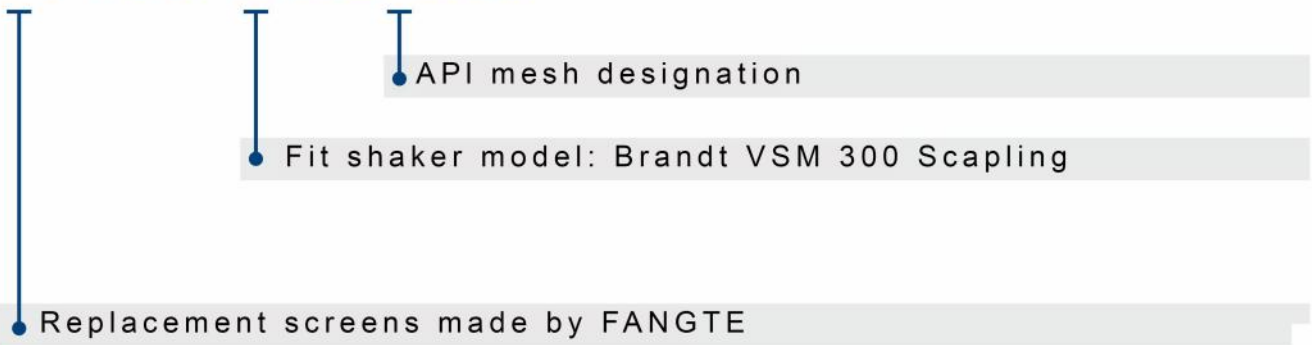 API mesh designation
Fit shaker model: Brandt VSM 300 Scapling
Replacement screens made by FANGTE